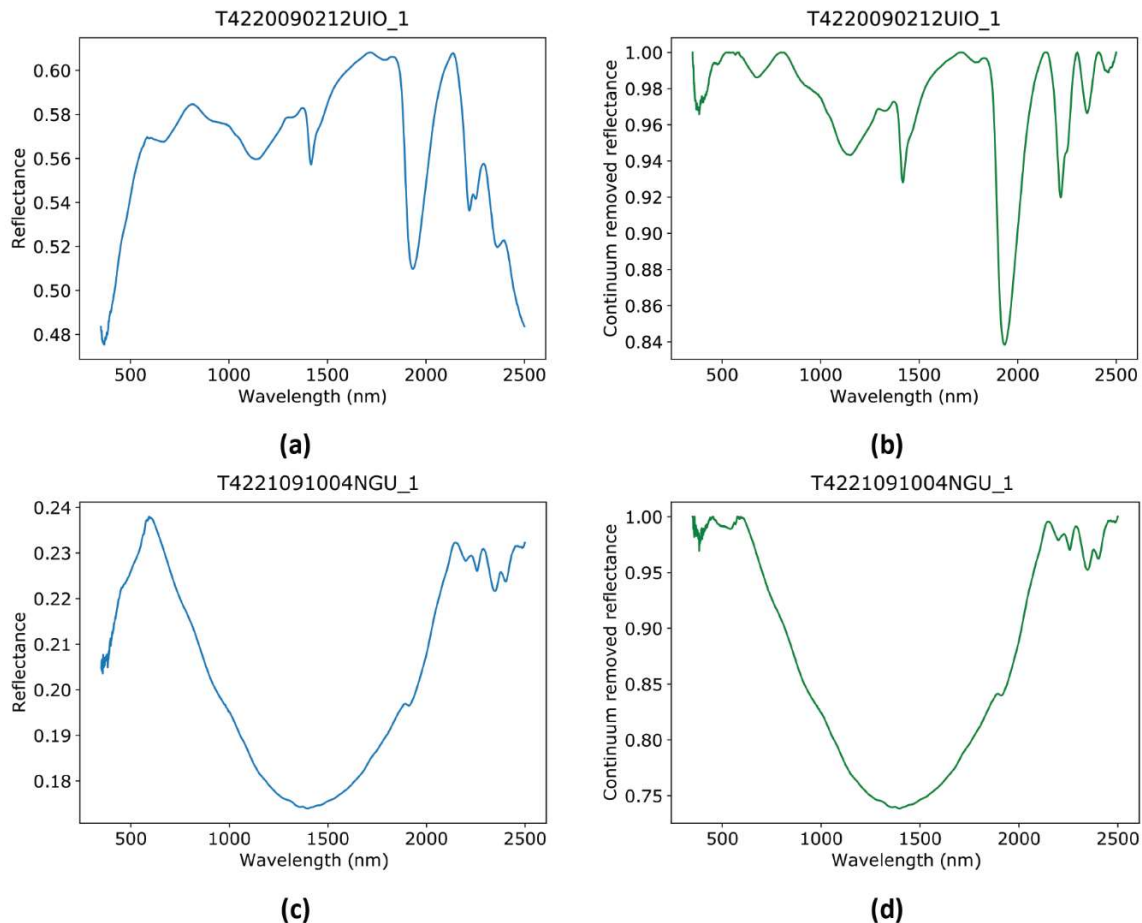 T4220090212UIO_1
Reflectance
0.60
0.58
0.56
0.54
0.52
0.50
0.48
500 1000 1500 2000 2500
Wavelength (nm)
(a)
T4220090212UIO_1
Continuum removed reflectance
1.00
0.98
0.96
0.94
0.92
0.90
0.88
0.86
0.84
500 1000 1500 2000 2500
Wavelength (nm)
(b)
T4221091004NGU_1
Reflectance
0.24
0.23
0.22
0.21
0.20
0.19
0.18
500 1000 1500 2000 2500
Wavelength (nm)
(c)
T4221091004NGU_1
Continuum removed reflectance
1.00
0.95
0.90
0.85
0.80
0.75
500 1000 1500 2000 2500
Wavelength (nm)
(d)